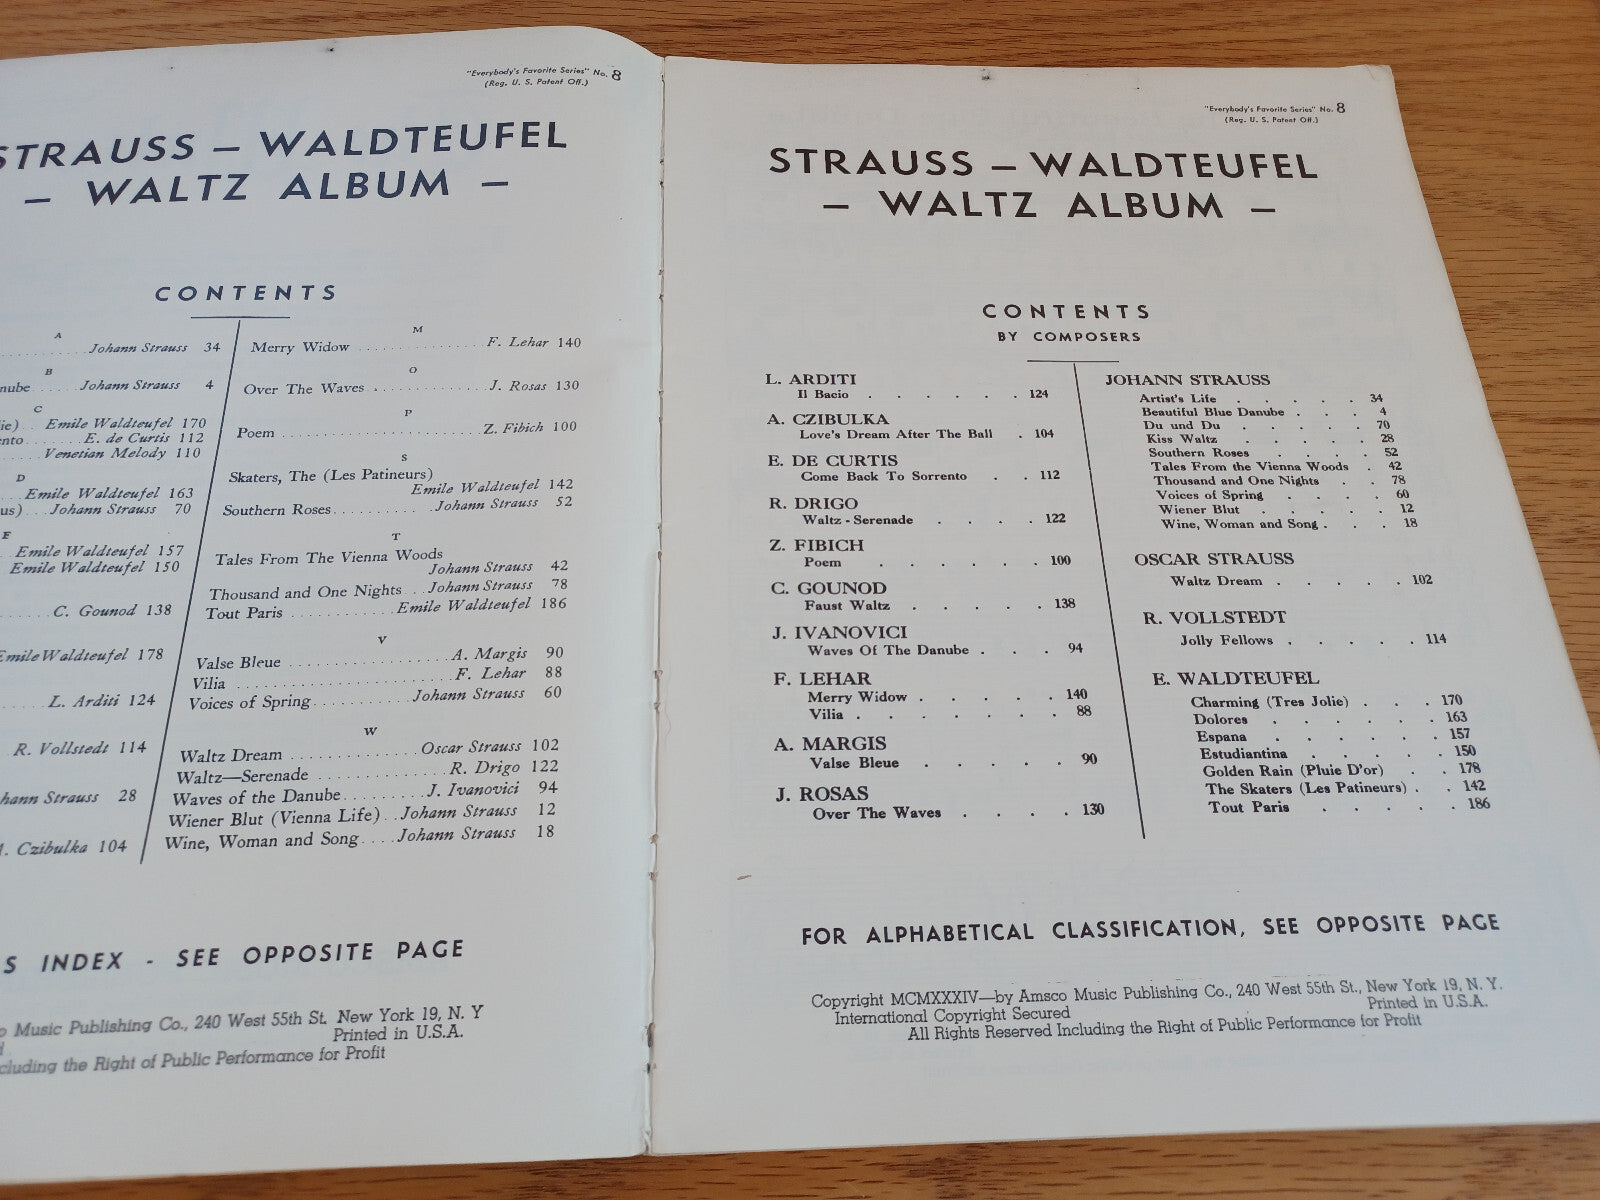 "Everybody's Favorite Series" No. 8
(Reg. U. S. Patent Off.)
STRAUSS – WALDTEUFEL
– WALTZ ALBUM –
CONTENTS
A
Johann Strauss 34
B
Johann Strauss 4
C
Emile Waldteufel 170
E. de Curtis 112
Venetian Melody 110
D
Emile Waldteufel 163
Johann Strauss 70
E
Emile Waldteufel 157
Emile Waldteufel 150
C. Gounod 138
Emile Waldteufel 178
L. Arditi 124
R. Vollstedt 114
Strauss 28
Czibulka 104
M
Merry Widow F. Lehar 140
O
Over The Waves J. Rosas 130
P
Poem Z. Fibich 100
S
Skaters, The (Les Patineurs)
Emile Waldteufel 142
Southern Roses Johann Strauss 52
T
Tales From The Vienna Woods
Johann Strauss 42
Thousand and One Nights Johann Strauss 78
Tout Paris Emile Waldteufel 186
V
Valse Bleue A. Margis 90
Vilia F. Lehar 88
Voices of Spring Johann Strauss 60
W
Waltz Dream Oscar Strauss 102
Waltz—Serenade R. Drigo 122
Waves of the Danube J. Ivanovici 94
Wiener Blut (Vienna Life) Johann Strauss 12
Wine, Woman and Song Johann Strauss 18
S INDEX - SEE OPPOSITE PAGE
Music Publishing Co., 240 West 55th St. New York 19, N. Y
Printed in U.S.A.
the Right of Public Performance for Profit
"Everybody's Favorite Series" No. 8
(Reg. U. S. Patent Off.)
STRAUSS – WALDTEUFEL
– WALTZ ALBUM –
CONTENTS
BY COMPOSERS
L. ARDITI
Il Bacio 124
A. CZIBULKA
Love's Dream After The Ball 104
E. DE CURTIS
Come Back To Sorrento 112
R. DRIGO
Waltz - Serenade 122
Z. FIBICH
Poem 100
C. GOUNOD
Faust Waltz 138
J. IVANOVICI
Waves Of The Danube 94
F. LEHAR
Merry Widow 140
Vilia 88
A. MARGIS
Valse Bleue 90
J. ROSAS
Over The Waves 130
JOHANN STRAUSS
Artist's Life 34
Beautiful Blue Danube 4
Du und Du 70
Kiss Waltz 28
Southern Roses 52
Tales From the Vienna Woods 42
Thousand and One Nights 78
Voices of Spring 60
Wiener Blut 12
Wine, Woman and Song 18
OSCAR STRAUSS
Waltz Dream 102
R. VOLLSTEDT
Jolly Fellows 114
E. WALDTEUFEL
Charming (Tres Jolie) 170
Dolores 163
Espana 157
Estudiantina 150
Golden Rain (Pluie D'or) 178
The Skaters (Les Patineurs) 142
Tout Paris 186
FOR ALPHABETICAL CLASSIFICATION, SEE OPPOSITE PAGE
Copyright MCMXXXIV—by Amsco Music Publishing Co., 240 West 55th St., New York 19, N. Y.
International Copyright Secured Printed in U.S.A.
All Rights Reserved Including the Right of Public Performance for Profit